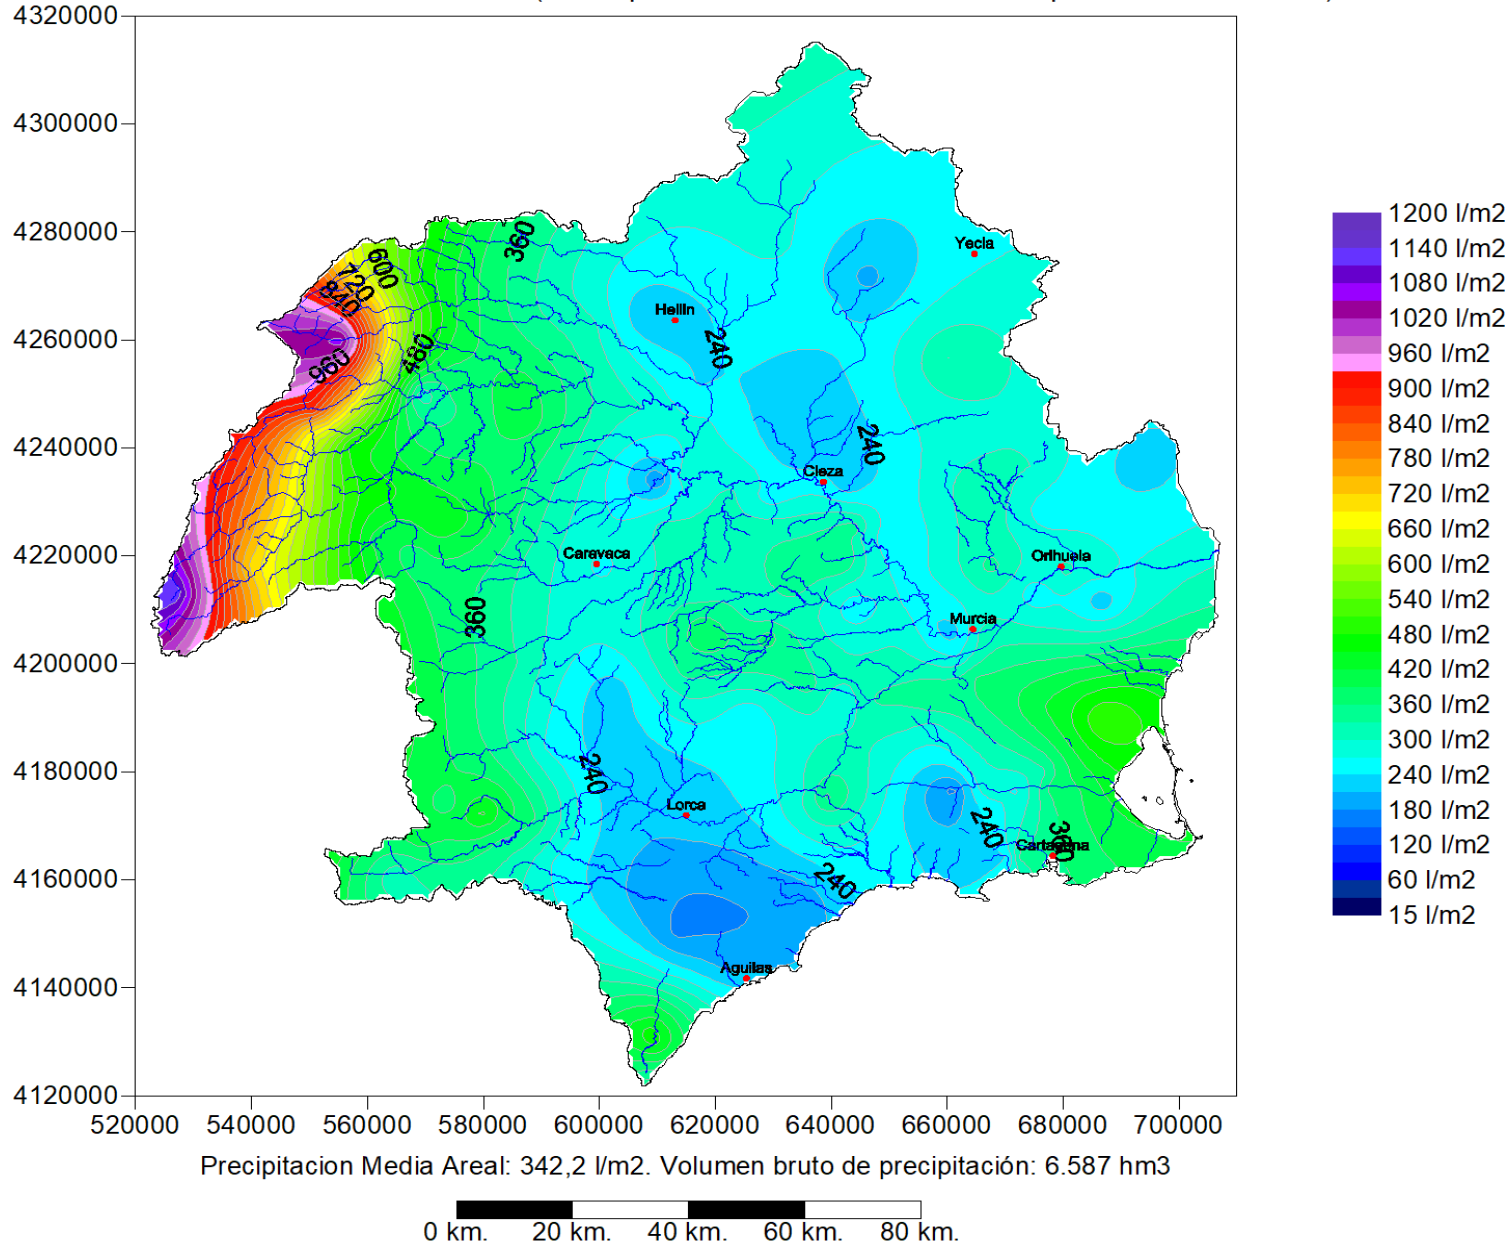 4320000
4300000
4280000
4260000
4240000
4220000
4200000
4180000
4160000
4140000
4120000
520000 540000 560000 580000 600000 620000 640000 660000 680000 700000
360
600
720
840
960
480
240
240
360
240
240
240
360
Yecla
Hellin
Cieza
Caravaca
Orihuela
Murcia
Lorca
Cartagena
Aguilas
1200 l/m2
1140 l/m2
1080 l/m2
1020 l/m2
960 l/m2
900 l/m2
840 l/m2
780 l/m2
720 l/m2
660 l/m2
600 l/m2
540 l/m2
480 l/m2
420 l/m2
360 l/m2
300 l/m2
240 l/m2
180 l/m2
120 l/m2
60 l/m2
15 l/m2
Precipitacion Media Areal: 342,2 l/m2. Volumen bruto de precipitación: 6.587 hm3
0 km. 20 km. 40 km. 60 km. 80 km.